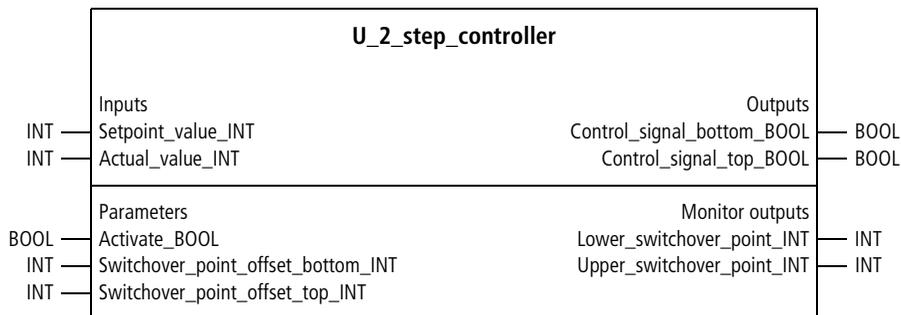 U_2_step_controller
Inputs Outputs
INT Setpoint_value_INT Control_signal_bottom_BOOL BOOL
INT Actual_value_INT Control_signal_top_BOOL BOOL
Parameters Monitor outputs
BOOL Activate_BOOL Lower_switchover_point_INT INT
INT Switchover_point_offset_bottom_INT Upper_switchover_point_INT INT
INT Switchover_point_offset_top_INT